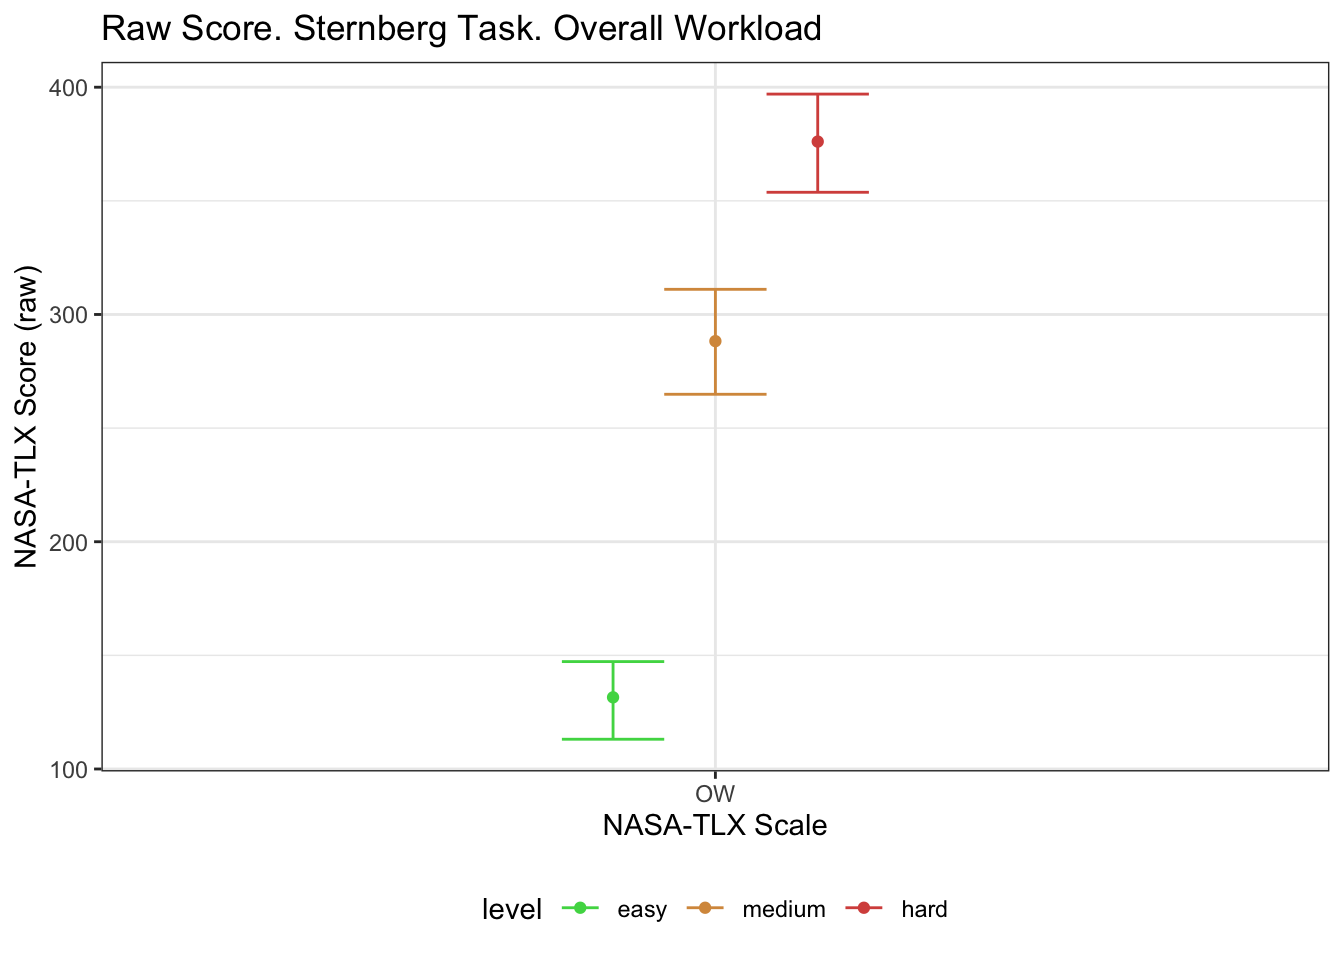 Raw Score. Sternberg Task. Overall Workload
NASA-TLX Score (raw)
400
300
200
100
OW
NASA-TLX Scale
level easy medium hard